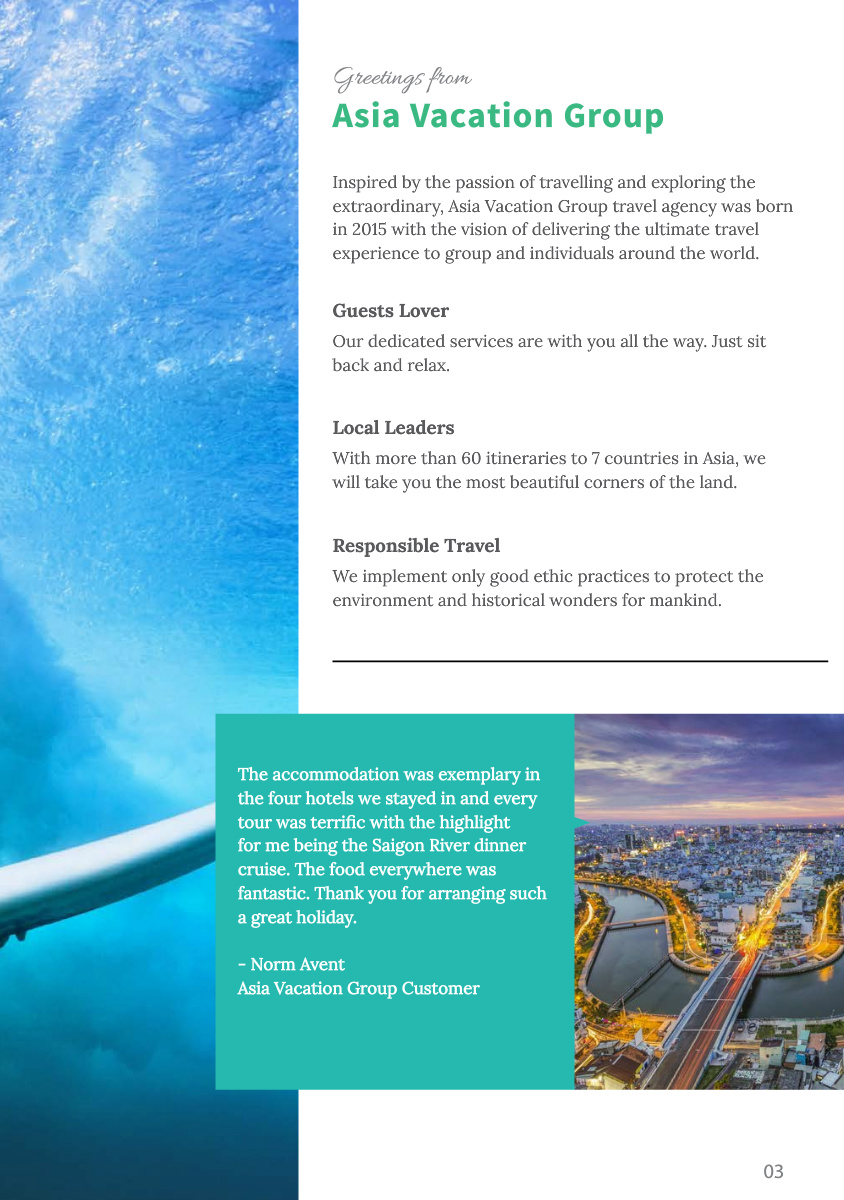 Greetings from
Asia Vacation Group
Inspired by the passion of travelling and exploring the
extraordinary, Asia Vacation Group travel agency was born
in 2015 with the vision of delivering the ultimate travel
experience to group and individuals around the world.
Guests Lover
Our dedicated services are with you all the way. Just sit
back and relax.
Local Leaders
With more than 60 itineraries to 7 countries in Asia, we
will take you the most beautiful corners of the land.
Responsible Travel
We implement only good ethic practices to protect the
environment and historical wonders for mankind.
The accommodation was exemplary in
the four hotels we stayed in and every
tour was terrific with the highlight
for me being the Saigon River dinner
cruise. The food everywhere was
fantastic. Thank you for arranging such
a great holiday.
- Norm Avent
Asia Vacation Group Customer
03